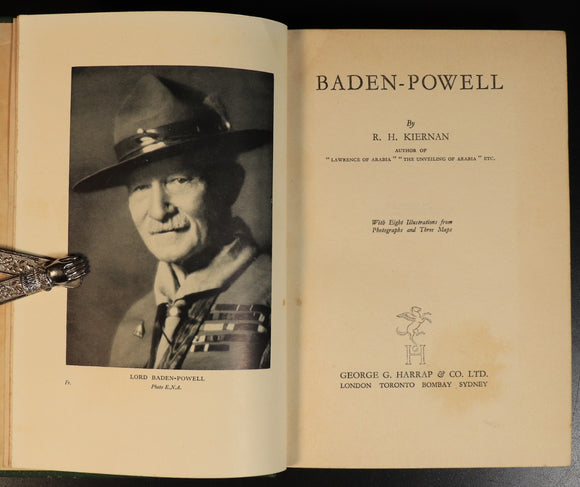 LORD BADEN-POWELL
Fr.
Photo E.N.A.
BADEN-POWELL
By
R. H. KIERNAN
AUTHOR OF
"LAWRENCE OF ARABIA" "THE UNVEILING OF ARABIA" ETC.
With Eight Illustrations from
Photographs and Three Maps
H
GEORGE G. HARRAP & CO. LTD.
LONDON TORONTO BOMBAY SYDNEY